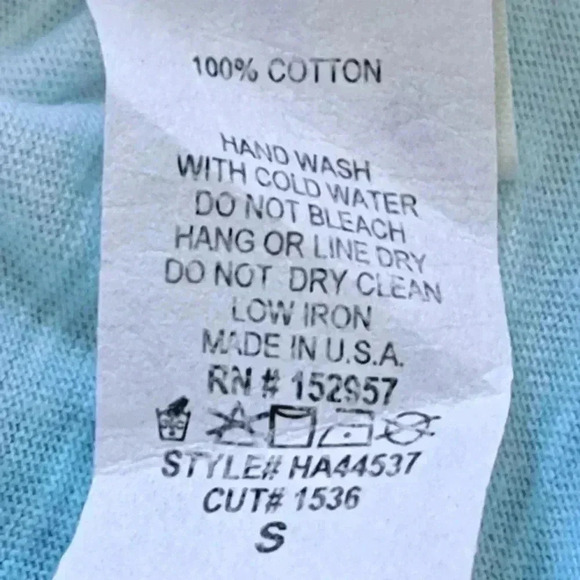 100% COTTON
HAND WASH
WITH COLD WATER
DO NOT BLEACH
HANG OR LINE DRY
DO NOT DRY CLEAN
LOW IRON
MADE IN U.S.A.
RN # 152957
STYLE# HA44537
CUT# 1536
S